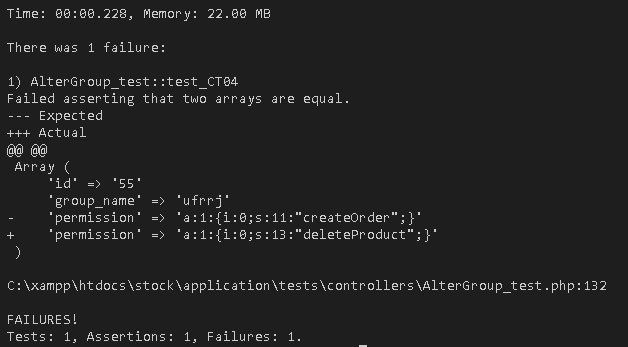 Time: 00:00.228, Memory: 22.00 MB
There was 1 failure:
1) AlterGroup_test::test_CT04
Failed asserting that two arrays are equal.
--- Expected
+++ Actual
@@ @@
 Array (
     'id' => '55'
     'group_name' => 'ufrrj'
-    'permission' => 'a:1:{i:0;s:11:"createOrder";}'
+    'permission' => 'a:1:{i:0;s:13:"deleteProduct";}'
 )
C:\xampp\htdocs\stock\application\tests\controllers\AlterGroup_test.php:132
FAILURES!
Tests: 1, Assertions: 1, Failures: 1.